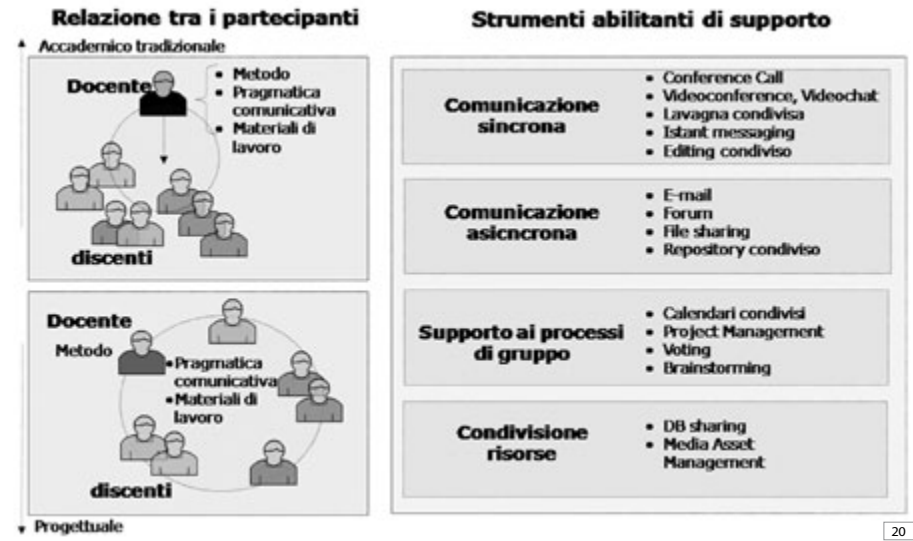 Relazione tra i partecipanti
Accademico tradizionale
Docente
• Metodo
• Pragmatica
comunicativa
• Materiali di
lavoro
discenti
Docente
Metodo
•Pragmatica
comunicativa
•Materiali di
lavoro
discenti
Progettuale
Strumenti abilitanti di supporto
Comunicazione
sincrona
• Conference Call
• Videoconference, Videochat
• Lavagna condivisa
• Istant messaging
• Editing condiviso
Comunicazione
asicncrona
• E-mail
• Forum
• File sharing
• Repository condiviso
Supporto ai processi
di gruppo
• Calendari condivisi
• Project Management
• Voting
• Brainstorming
Condivisione
risorse
• DB sharing
• Media Asset
Management
20